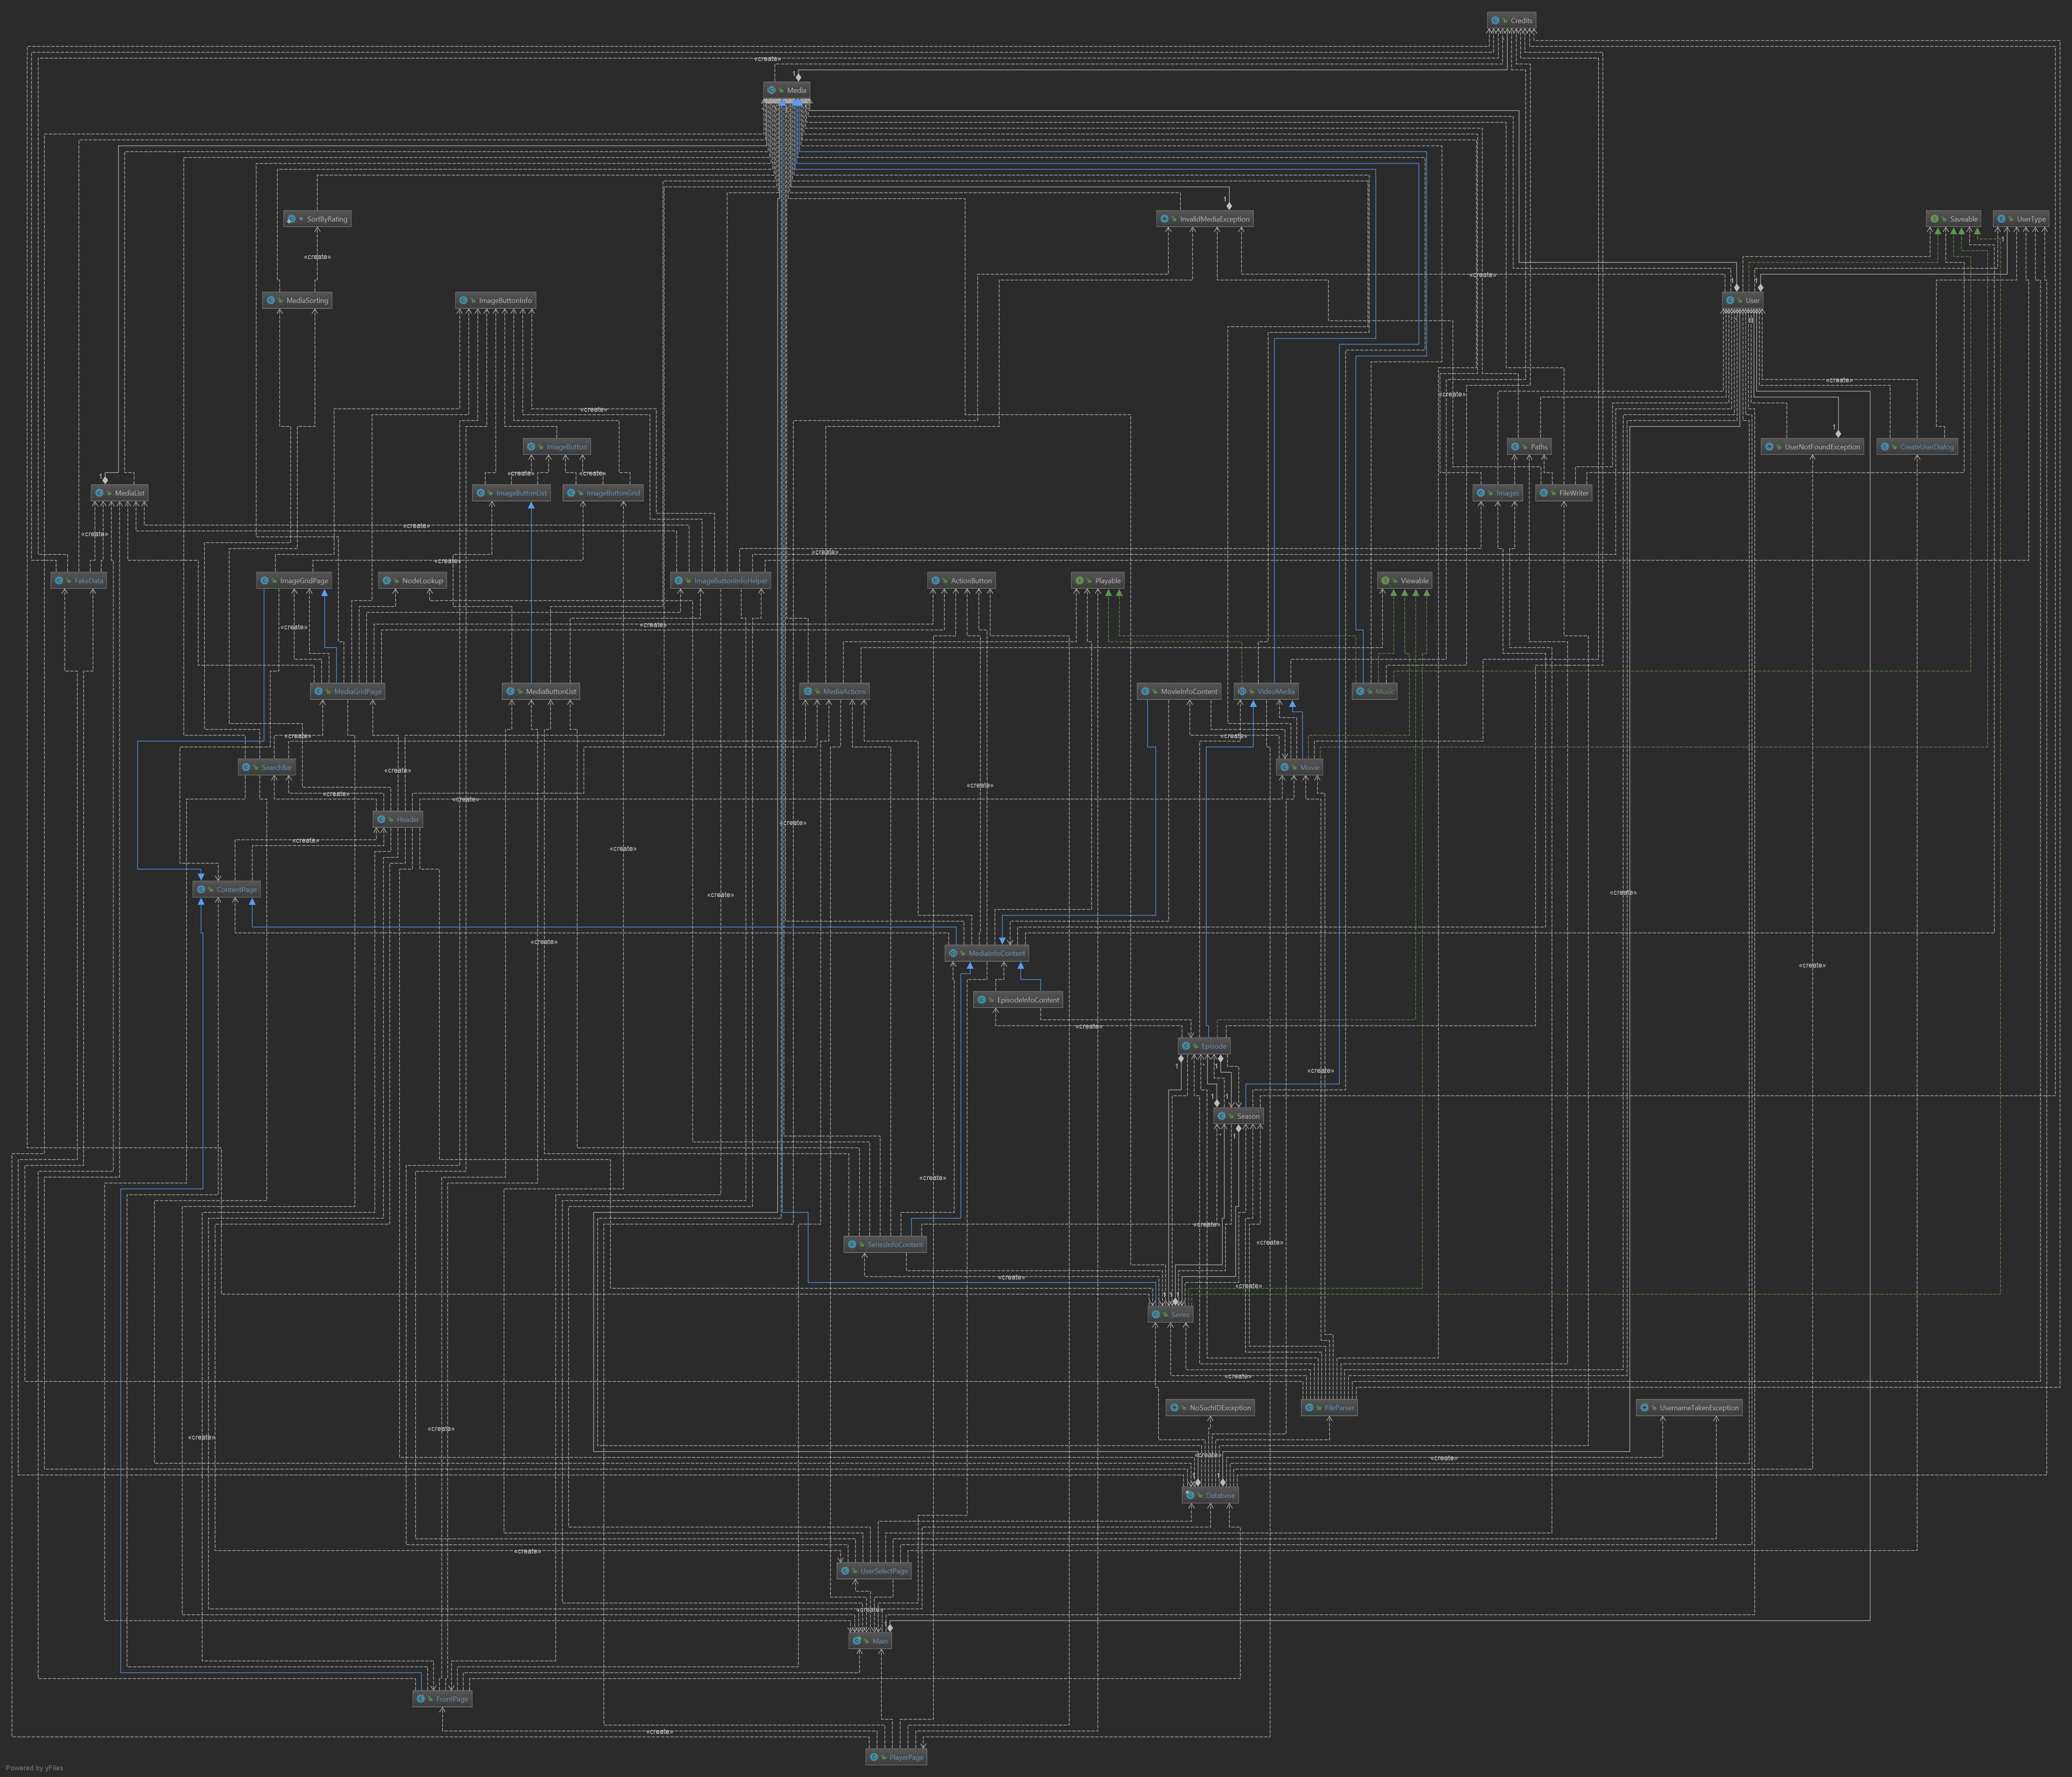 Credits
«create»
1
Media
SortByRating
InvalidMediaException
1
Saveable
UserType
1
«create»
«create»
MediaSorting
ImageButtonInfo
User
«create»
«create»
«create»
ImageButton
Paths
UserNotFoundException
1
CreateUserDialog
«create»
«create»
1
MediaList
ImageButtonList
ImageButtonGrid
Images
FileWriter
«create»
«create»
«create»
«create»
FakeData
ImageGridPage
NodeLookup
ImageButtonInfoHelper
ActionButton
Playable
Viewable
«create»
«create»
MediaGridPage
MediaButtonList
MediaActions
MovieInfoContent
VideoMedia
Music
«create»
«create»
SearchBar
«create»
Movie
«create»
«create»
«create»
Header
«create»
«create»
«create»
ContentPage
«create»
«create»
«create»
MediaInfoContent
«create»
EpisodeInfoContent
«create»
Episode
1
1
«create»
1
Season
1
«create»
«create»
«create»
SeriesInfoContent
«create»
«create»
Series
«create»
NoSuchIDException
FileParser
UsernameTakenException
«create»
«create»
«create»
«create»
Database
«create»
UserSelectPage
«create»
Main
FrontPage
«create»
PlayerPage
Powered by yFiles